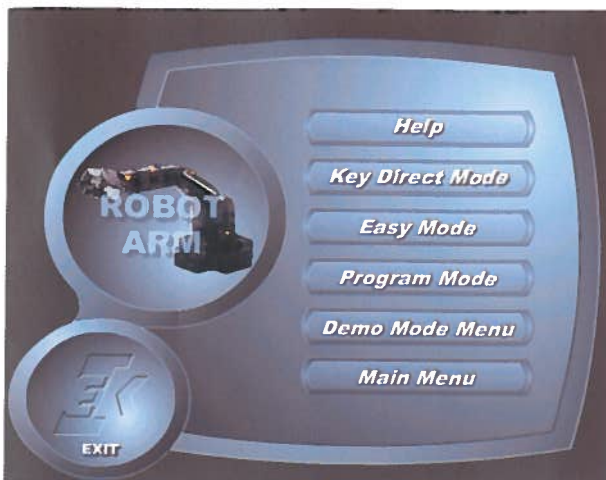 ROBOT
ARM
Help
Key Direct Mode
Easy Mode
Program Mode
Demo Mode Menu
Main Menu
EXIT